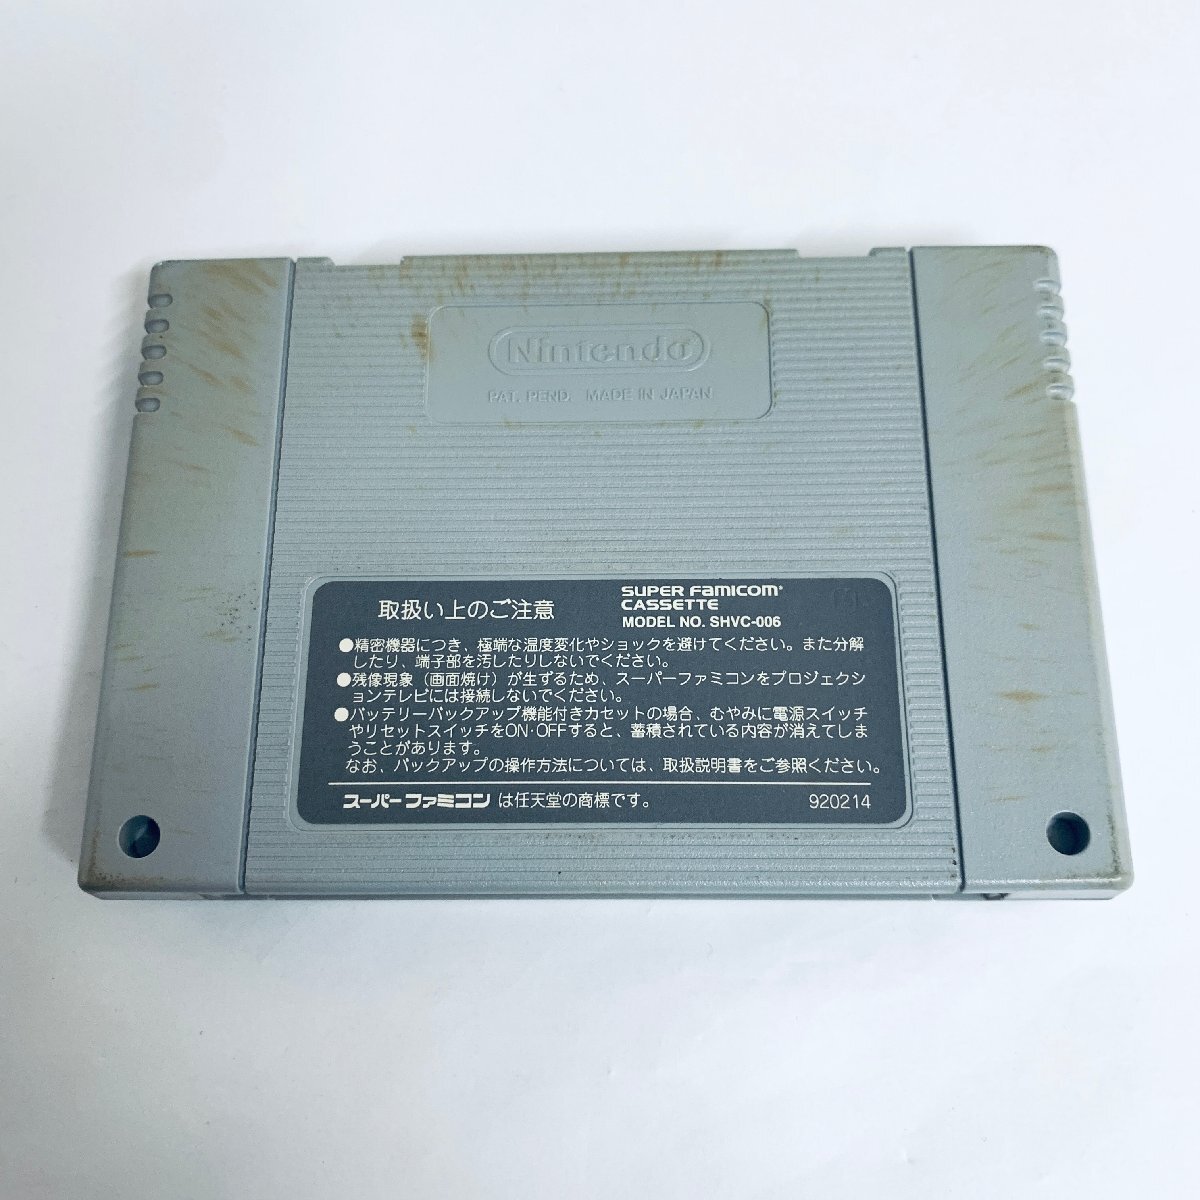 Nintendo
PAT. PEND. MADE IN JAPAN
取扱い上のご注意
SUPER FAMICOM®
CASSETTE
MODEL NO. SHVC-006
●精密機器につき、極端な温度変化やショックを避けてください。また分解
したり、端子部を汚したりしないでください。
●残像現象（画面焼け）が生ずるため、スーパーファミコンをプロジェクシ
ョンテレビには接続しないでください。
●バッテリーバックアップ機能付きカセットの場合、むやみに電源スイッチ
やリセットスイッチをON·OFFすると、蓄積されている内容が消えてしま
うことがあります。
なお、バックアップの操作方法については、取扱説明書をご参照ください。
スーパーファミコン は任天堂の商標です。
920214